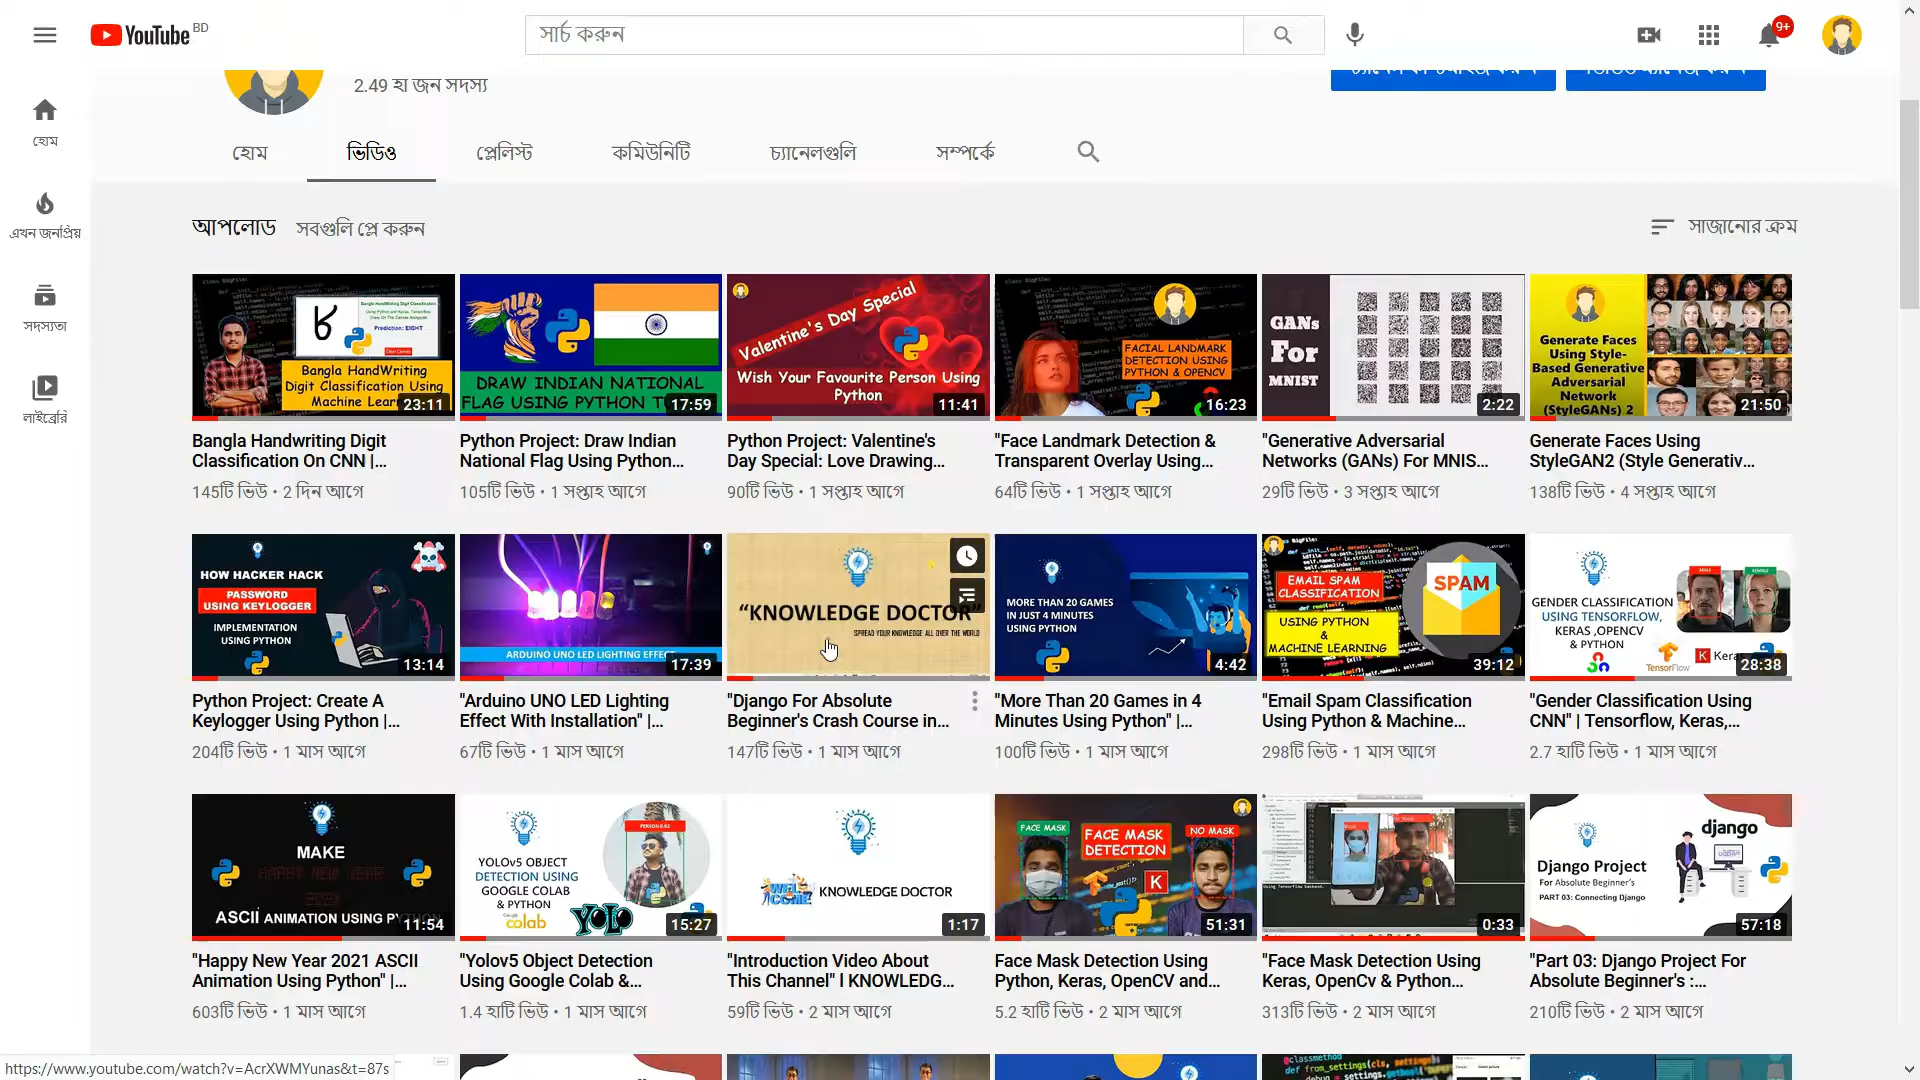 YouTube BD
সার্চ করুন
9+
2.49 হা জন সদস্য
হোম
এখন জনপ্রিয়
সদস্যতা
লাইব্রেরি
হোম
ভিডিও
প্লেলিস্ট
কমিউনিটি
চ্যানেলগুলি
সম্পর্কে
আপলোড সবগুলি প্লে করুন
সাজানোর ক্রম
Bangla HandWriting
Digit Classification Using
Prediction: EIGHT
23:11
Bangla Handwriting Digit
Classification On CNN |...
145টি ভিউ • 2 দিন আগে
DRAW INDIAN NATIONAL
FLAG USING PYTHON
17:59
Python Project: Draw Indian
National Flag Using Python...
105টি ভিউ • 1 সপ্তাহ আগে
Valentine's Day Special
Wish Your Favourite Person Using
Python
11:41
Python Project: Valentine's
Day Special: Love Drawing...
90টি ভিউ • 1 সপ্তাহ আগে
FACIAL LANDMARK
DETECTION USING
PYTHON & OPENCV
16:23
"Face Landmark Detection &
Transparent Overlay Using...
64টি ভিউ • 1 সপ্তাহ আগে
GANs
For
MNIST
2:22
"Generative Adversarial
Networks (GANs) For MNIS...
29টি ভিউ • 3 সপ্তাহ আগে
Generate Faces
Using Style-
Based Generative
Adversarial
Network
(StyleGANs) 2
21:50
Generate Faces Using
StyleGAN2 (Style Generativ...
138টি ভিউ • 4 সপ্তাহ আগে
HOW HACKER HACK
PASSWORD
USING KEYLOGGER
IMPLEMENTATION
USING PYTHON
13:14
Python Project: Create A
Keylogger Using Python |...
204টি ভিউ • 1 মাস আগে
ARDUINO UNO LED LIGHTING EFFECT
17:39
"Arduino UNO LED Lighting
Effect With Installation" |...
67টি ভিউ • 1 মাস আগে
“KNOWLEDGE DOCTOR”
SPREAD YOUR KNOWLEDGE ALL OVER THE WORLD
"Django For Absolute
Beginner's Crash Course in...
147টি ভিউ • 1 মাস আগে
MORE THAN 20 GAMES
IN JUST 4 MINUTES
USING PYTHON
4:42
"More Than 20 Games in 4
Minutes Using Python" |...
100টি ভিউ • 1 মাস আগে
EMAIL SPAM
CLASSIFICATION
USING PYTHON
&
MACHINE LEARNING
SPAM
39:12
"Email Spam Classification
Using Python & Machine...
298টি ভিউ • 1 মাস আগে
GENDER CLASSIFICATION
USING TENSORFLOW,
KERAS ,OPENCV
& PYTHON
MALE
FEMALE
TensorFlow
K Keras
28:38
"Gender Classification Using
CNN" | Tensorflow, Keras,...
2.7 হাটি ভিউ • 1 মাস আগে
MAKE
HAPPY NEW YEAR
2021
ASCII ANIMATION USING
11:54
"Happy New Year 2021 ASCII
Animation Using Python" |...
603টি ভিউ • 1 মাস আগে
YOLOv5 OBJECT
DETECTION USING
GOOGLE COLAB
& PYTHON
colab
YOLO
PERSON 0.92
15:27
"Yolov5 Object Detection
Using Google Colab &...
1.4 হাটি ভিউ • 1 মাস আগে
WELCOME
KNOWLEDGE DOCTOR
1:17
"Introduction Video About
This Channel" l KNOWLEDG...
59টি ভিউ • 2 মাস আগে
FACE MASK
FACE MASK
DETECTION
NO MASK
K
51:31
Face Mask Detection Using
Python, Keras, OpenCV and...
5.2 হাটি ভিউ • 2 মাস আগে
0:33
"Face Mask Detection Using
Keras, OpenCv & Python...
313টি ভিউ • 2 মাস আগে
django
Django Project
For Absolute Beginner's
PART 03: Connecting Django
57:18
"Part 03: Django Project For
Absolute Beginner's :...
210টি ভিউ • 2 মাস আগে
https://www.youtube.com/watch?v=AcrXWMYunas&t=87s